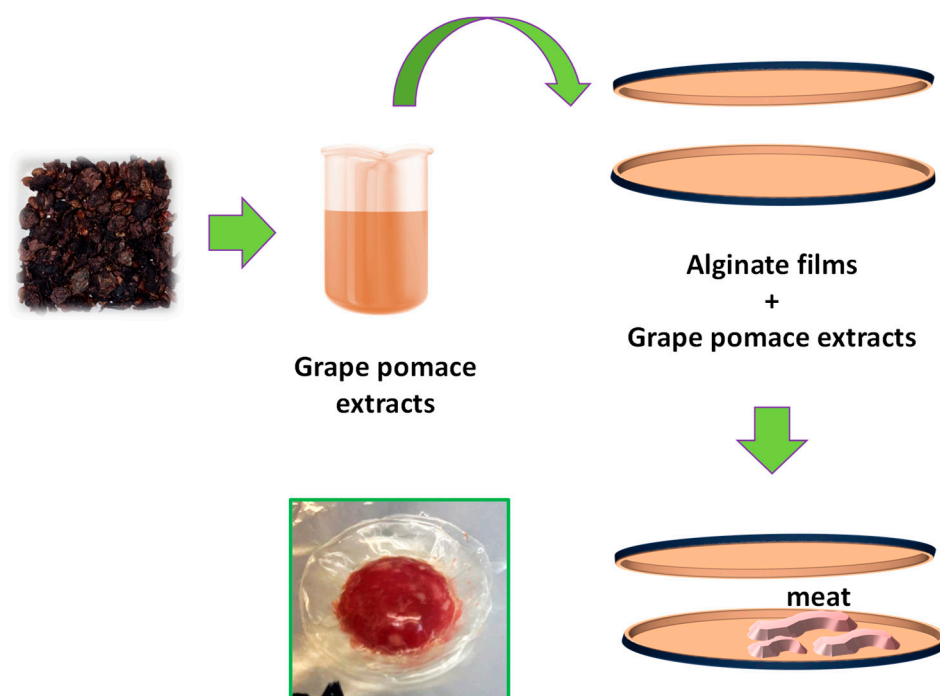 Grape pomace
extracts
Alginate films
+
Grape pomace extracts
meat